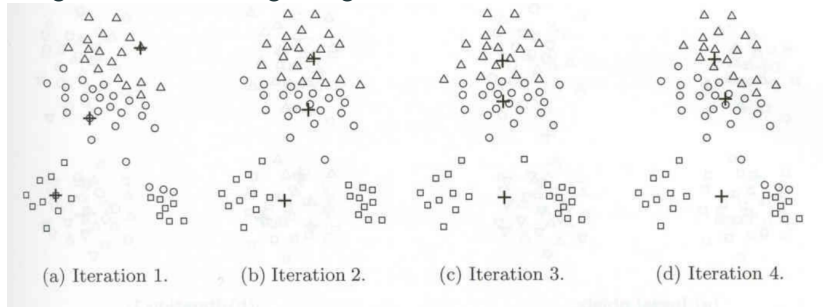 (a) Iteration 1.
(b) Iteration 2.
(c) Iteration 3.
(d) Iteration 4.